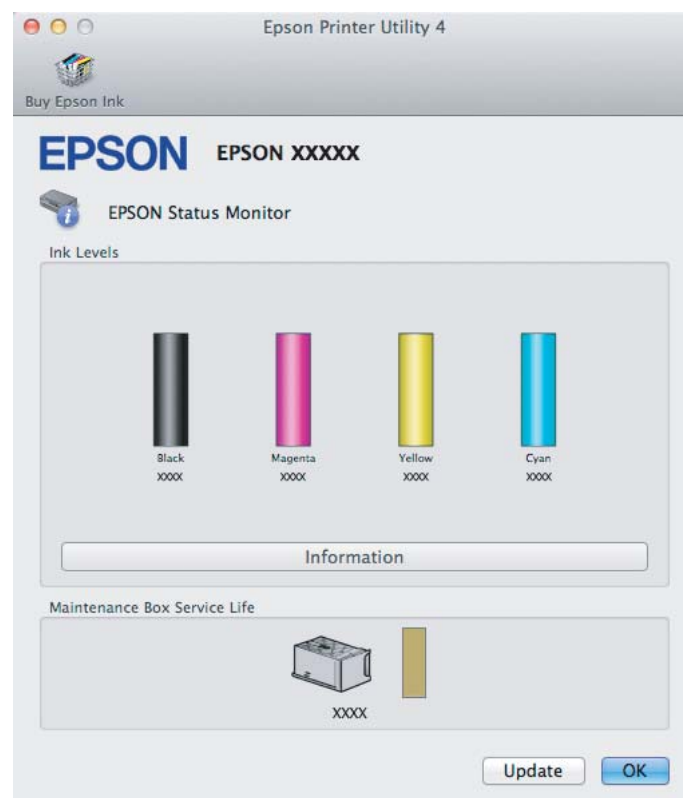 Epson Printer Utility 4
Buy Epson Ink
EPSON EPSON XXXXX
EPSON Status Monitor
Ink Levels
Black Magenta Yellow Cyan
XXXX XXXX XXXX XXXX
Information
Maintenance Box Service Life
XXXX
Update OK